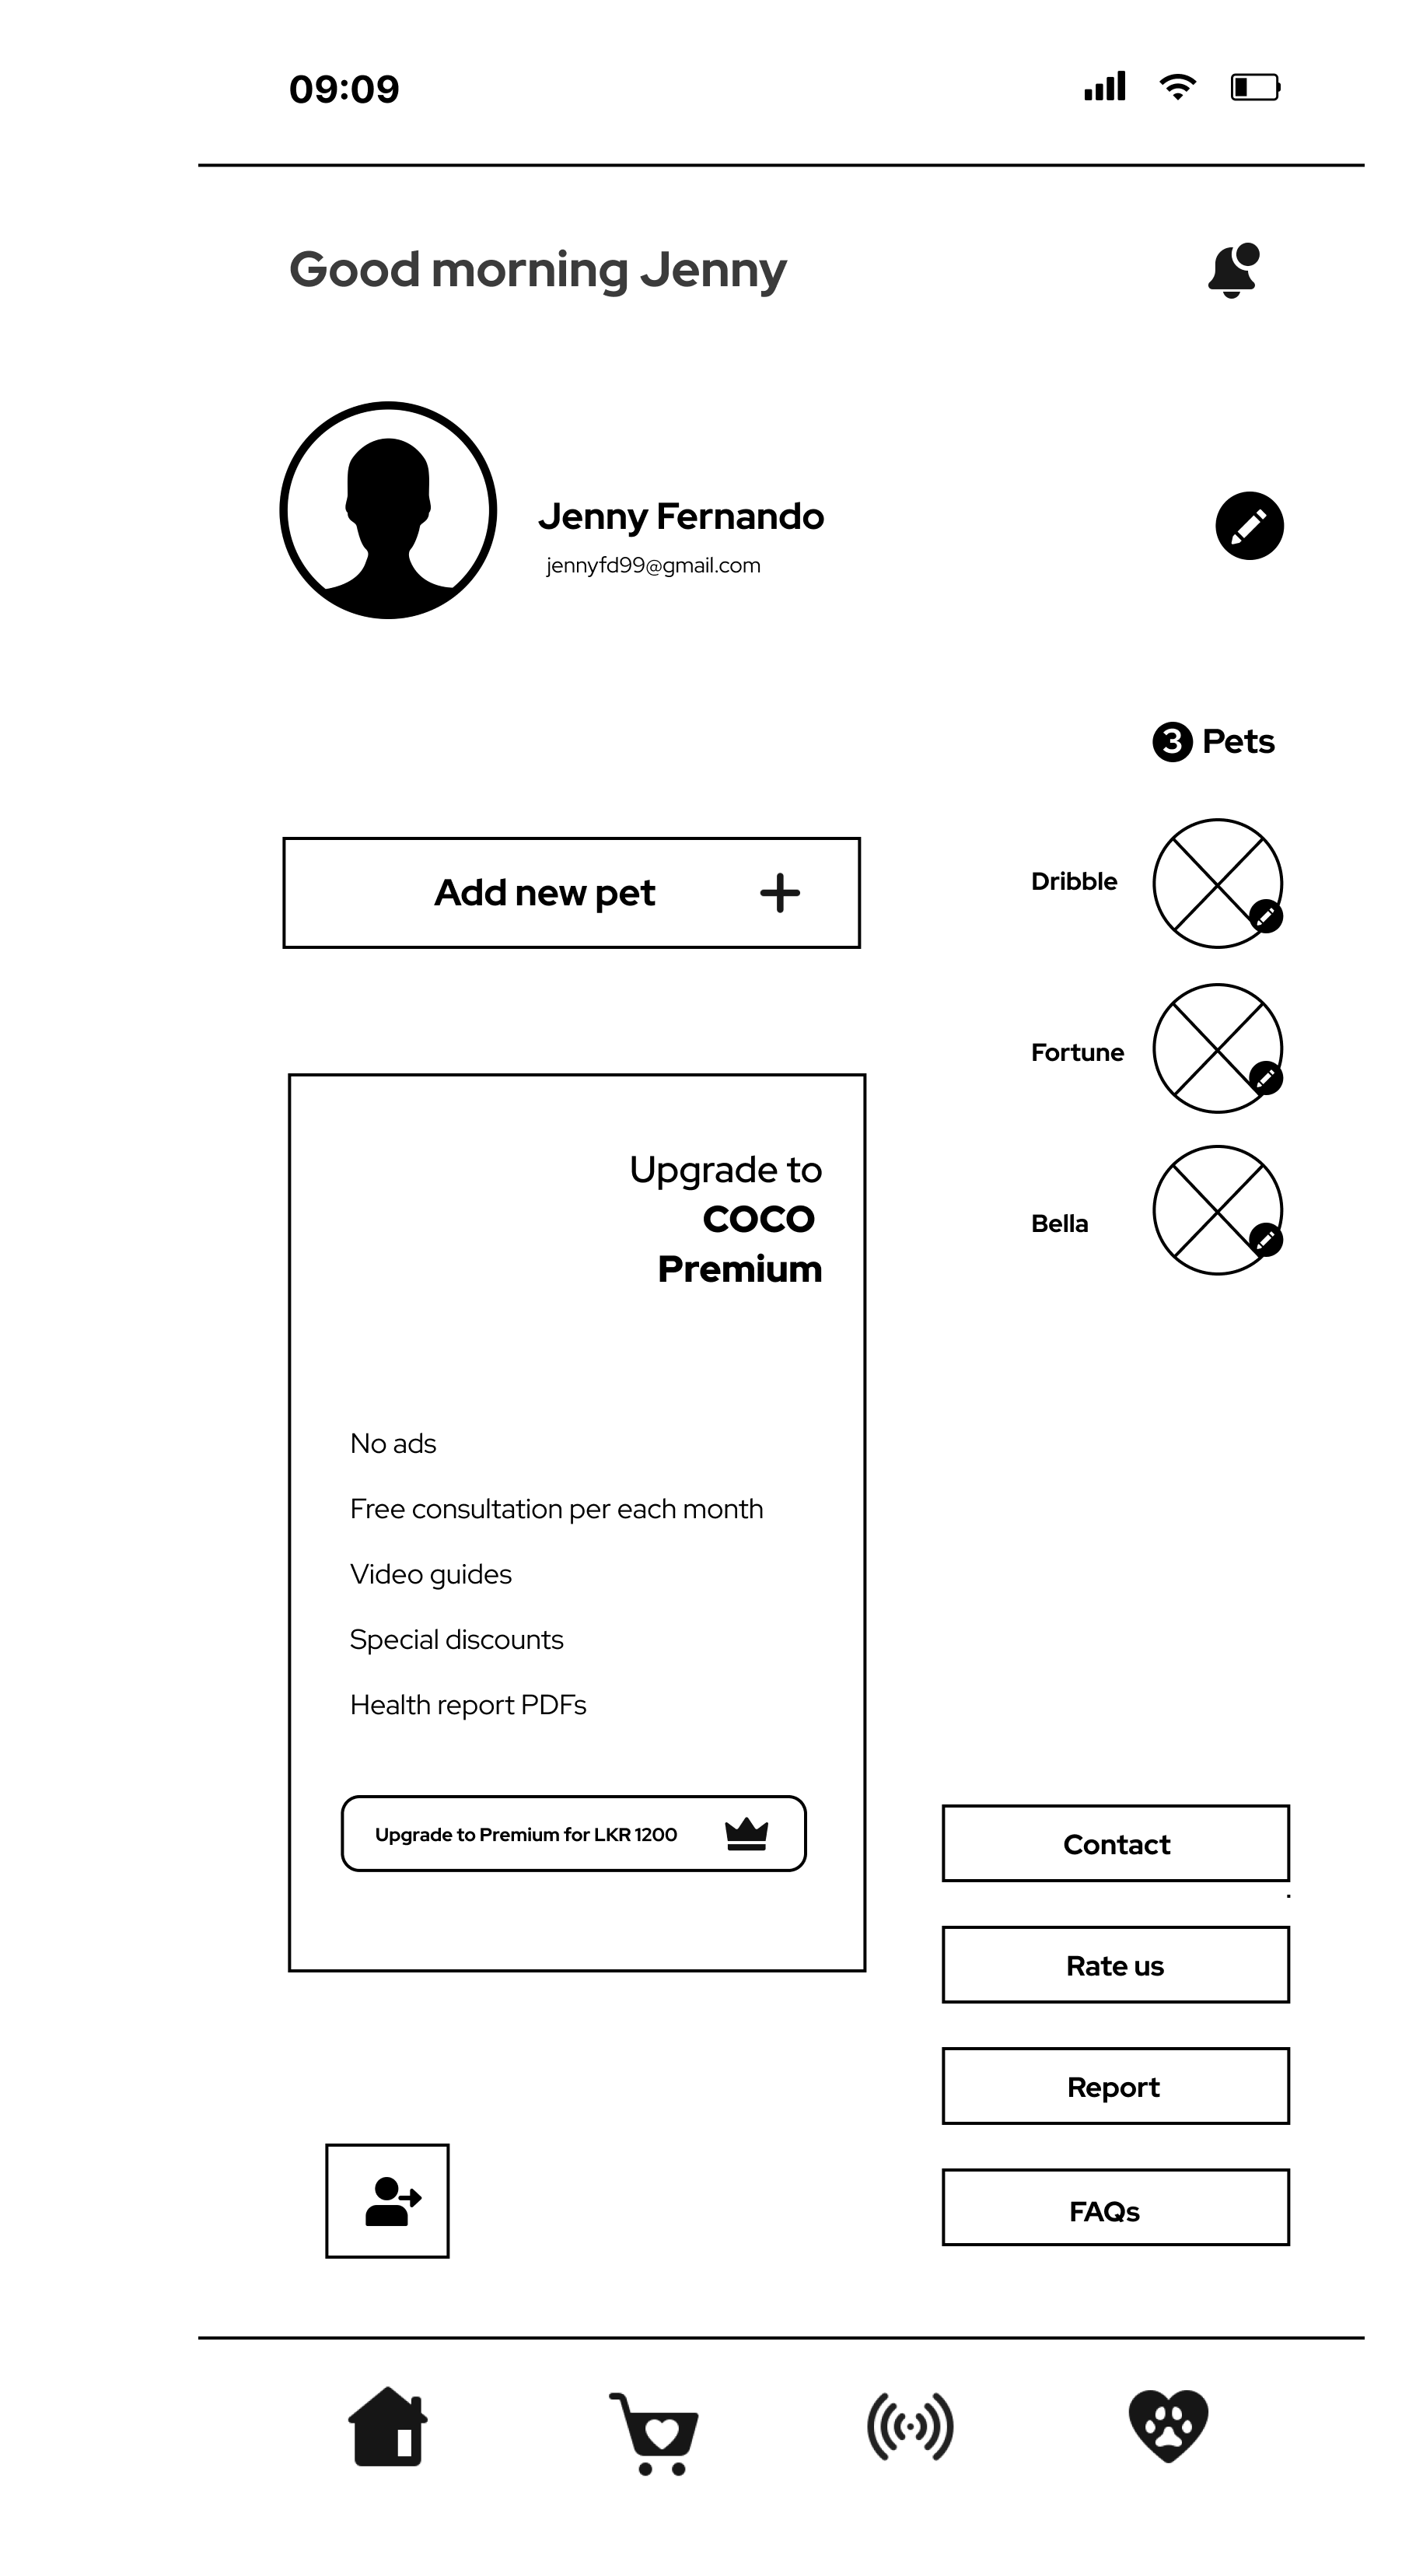 09:09
Good morning Jenny
Jenny Fernando
jennyfd99@gmail.com
3 Pets
Add new pet
Dribble
Fortune
Bella
Upgrade to
coco
Premium
No ads
Free consultation per each month
Video guides
Special discounts
Health report PDFs
Upgrade to Premium for LKR 1200
Contact
.
Rate us
Report
FAQs